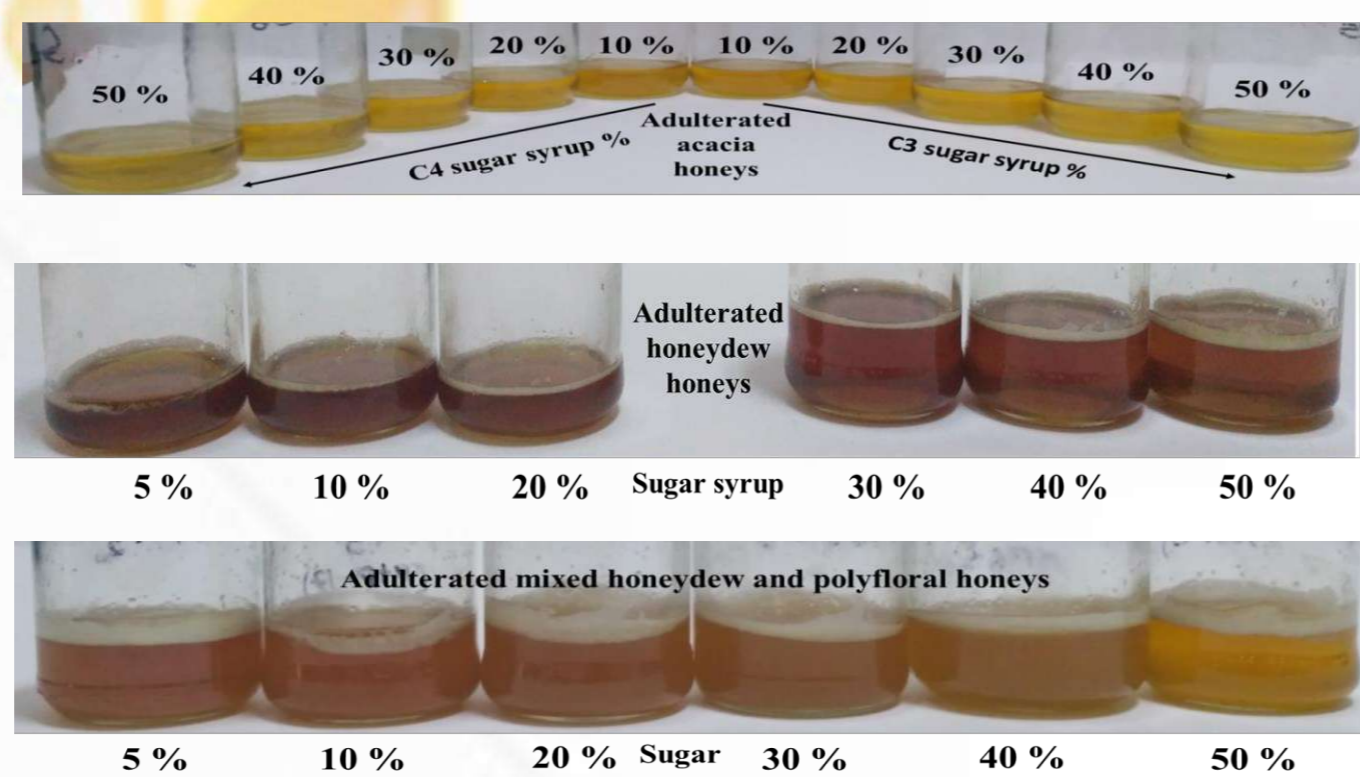 50 %
40 %
30 %
20 %
10 %
10 %
20 %
30 %
40 %
50 %
C4 sugar syrup %
Adulterated
acacia
honeys
C3 sugar syrup %
Adulterated
honeydew
honeys
5 %
10 %
20 %
Sugar syrup
30 %
40 %
50 %
Adulterated mixed honeydew and polyfloral honeys
5 %
10 %
20 %
Sugar
30 %
40 %
50 %